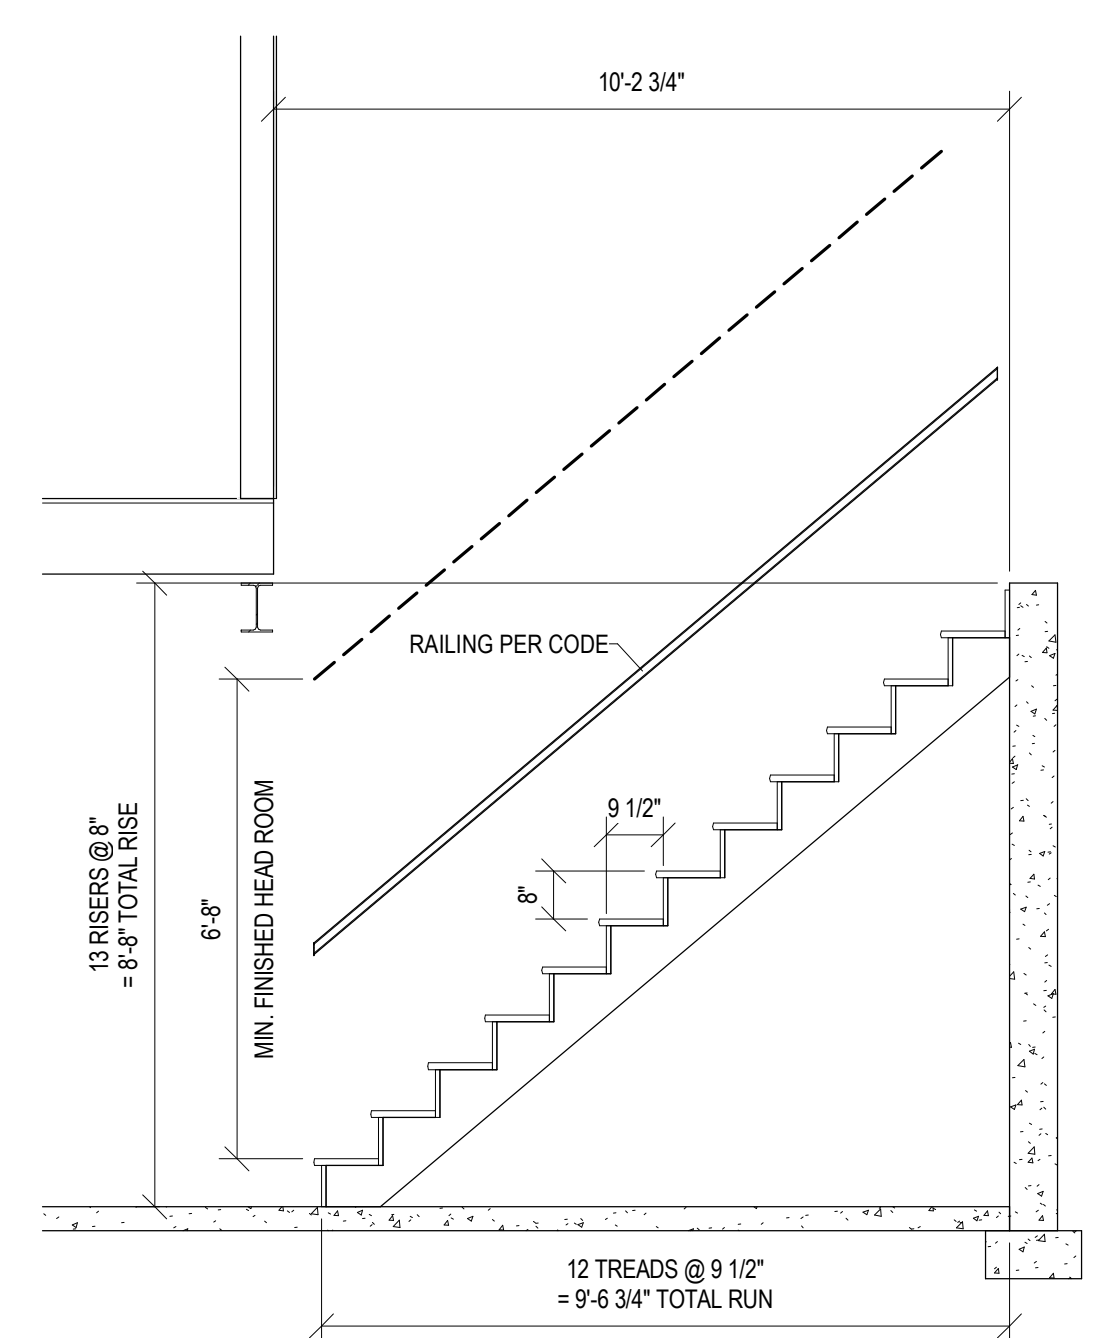 10'-2 3/4"
RAILING PER CODE
9 1/2"
8"
13 RISERS @ 8"
= 8'-8" TOTAL RISE
6'-8"
MIN. FINISHED HEAD ROOM
12 TREADS @ 9 1/2"
= 9'-6 3/4" TOTAL RUN